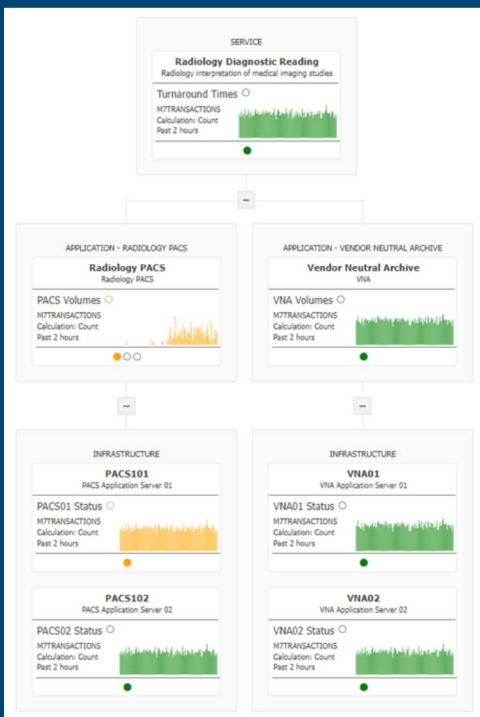 SERVICE
Radiology Diagnostic Reading
Radiology interpretation of medical imaging studies
Turnaround Times
M7TRANSACTIONS
Calculation: Count
Past 2 hours
APPLICATION - RADIOLOGY PACS
Radiology PACS
Radiology PACS
PACS Volumes
M7TRANSACTIONS
Calculation: Count
Past 2 hours
APPLICATION - VENDOR NEUTRAL ARCHIVE
Vendor Neutral Archive
VNA
VNA Volumes
M7TRANSACTIONS
Calculation: Count
Past 2 hours
INFRASTRUCTURE
PACS101
PACS Application Server 01
PACS01 Status
M7TRANSACTIONS
Calculation: Count
Past 2 hours
PACS102
PACS Application Server 02
PACS02 Status
M7TRANSACTIONS
Calculation: Count
Past 2 hours
INFRASTRUCTURE
VNA01
VNA Application Server 01
VNA01 Status
M7TRANSACTIONS
Calculation: Count
Past 2 hours
VNA02
VNA Application Server 02
VNA02 Status
M7TRANSACTIONS
Calculation: Count
Past 2 hours